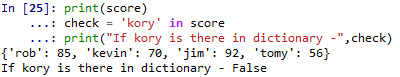 In [25]: print(score)
...: check = 'kory' in score
...: print("If kory is there in dictionary -",check)
{'rob': 85, 'kevin': 70, 'jim': 92, 'tomy': 56}
If kory is there in dictionary - False